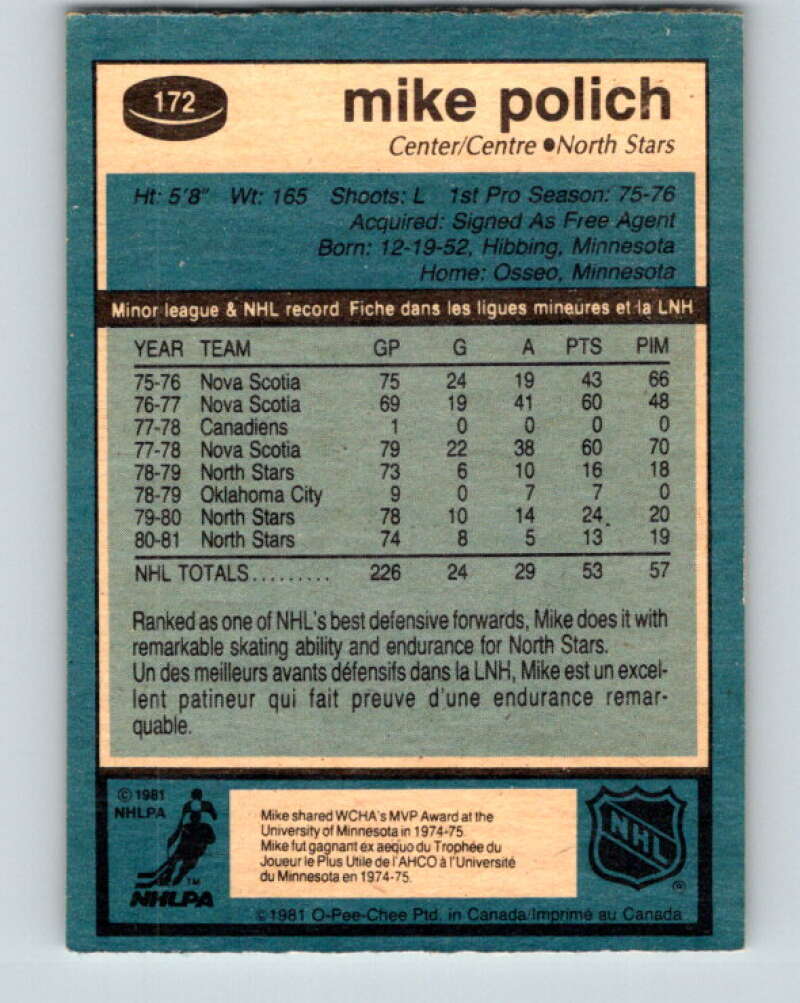 172
mike polich
Center/Centre ●North Stars
Ht: 5'8" Wt: 165 Shoots: L 1st Pro Season: 75-76
Acquired: Signed As Free Agent
Born: 12-19-52, Hibbing, Minnesota
Home: Osseo, Minnesota
Minor league & NHL record Fiche dans les ligues mineures et la LNH
YEAR TEAM GP G A PTS PIM
75-76 Nova Scotia 75 24 19 43 66
76-77 Nova Scotia 69 19 41 60 48
77-78 Canadiens 1 0 0 0 0
77-78 Nova Scotia 79 22 38 60 70
78-79 North Stars 73 6 10 16 18
78-79 Oklahoma City 9 0 7 7 0
79-80 North Stars 78 10 14 24 20
80-81 North Stars 74 8 5 13 19
NHL TOTALS......... 226 24 29 53 57
Ranked as one of NHL's best defensive forwards, Mike does it with
remarkable skating ability and endurance for North Stars.
Un des meilleurs avants défensifs dans la LNH, Mike est un excel-
lent patineur qui fait preuve d'une endurance remar-
quable.
© 1981
NHLPA
Mike shared WCHA's MVP Award at the
University of Minnesota in 1974-75.
Mike fut gagnant éx aequo du Trophée du
Joueur le Plus Utile de l'AHCO à l'Université
du Minnesota en 1974-75.
NHL
®
TM
NHLPA
© 1981 O-Pee-Chee Ptd. in Canada/Imprimé au Canada